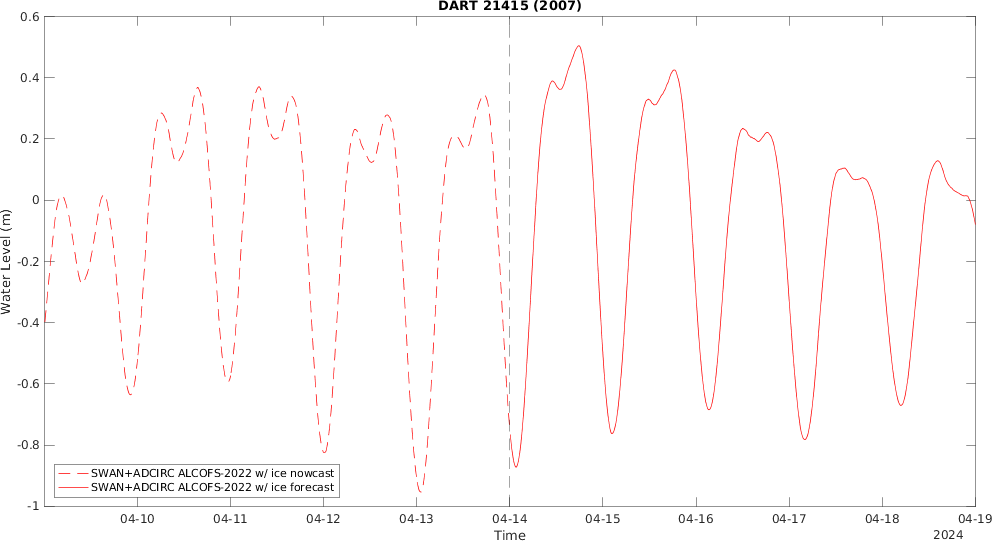 DART 21415 (2007)
0.6
0.4
0.2
0
-0.2
-0.4
-0.6
-0.8
-1
Water Level (m)
SWAN+ADCIRC ALCOFS-2022 w/ ice nowcast
SWAN+ADCIRC ALCOFS-2022 w/ ice forecast
04-10 04-11 04-12 04-13 04-14 04-15 04-16 04-17 04-18 04-19
Time
2024